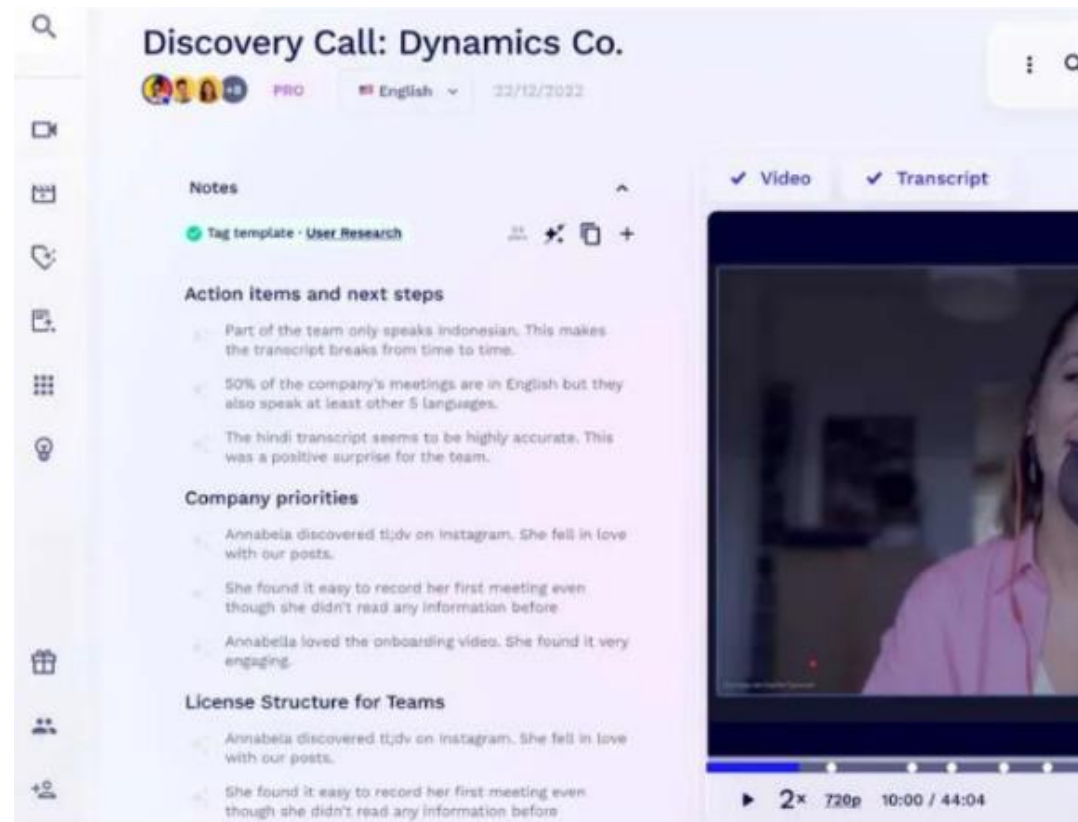 Discovery Call: Dynamics Co.
+8
PRO
English
22/12/2022
Notes
Tag template · User Research
Action items and next steps
Part of the team only speaks Indonesian. This makes
the transcript breaks from time to time.
50% of the company's meetings are in English but they
also speak at least other 5 languages.
The hindi transcript seems to be highly accurate. This
was a positive surprise for the team.
Company priorities
Annabela discovered tl;dv on Instagram. She fell in love
with our posts.
She found it easy to record her first meeting even
though she didn't read any information before
Annabella loved the onboarding video. She found it very
engaging.
License Structure for Teams
Annabela discovered tl;dv on Instagram. She fell in love
with our posts.
She found it easy to record her first meeting even
though she didn't read any information before
Video
Transcript
2×
720p
10:00 / 44:04